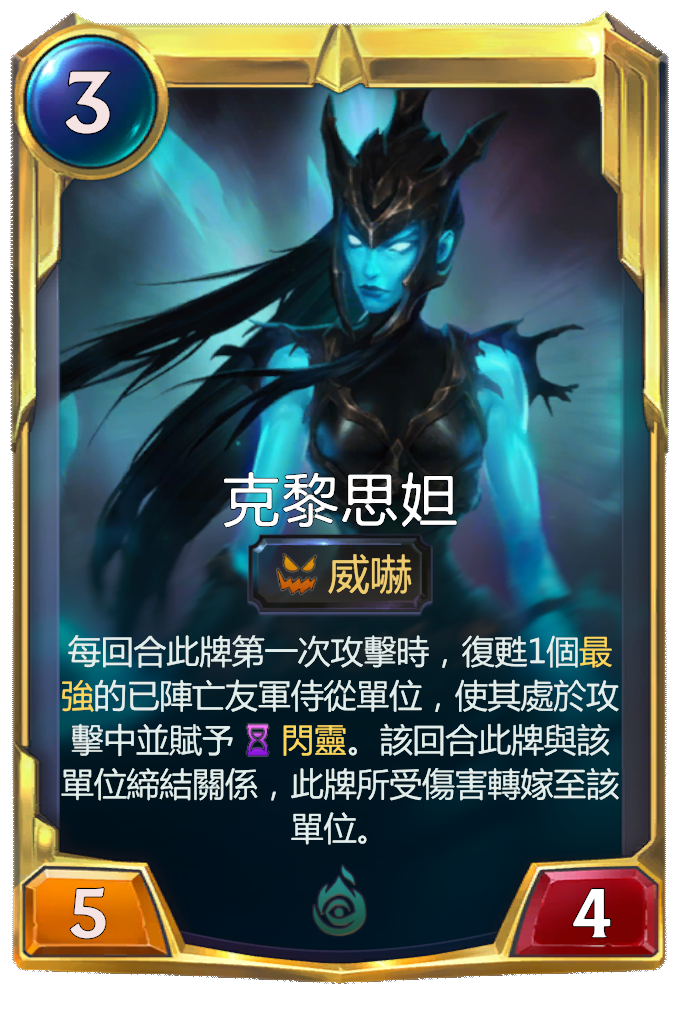 3
克黎思妲
威嚇
每回合此牌第一次攻擊時，復甦1個最
強的已陣亡友軍侍從單位，使其處於攻
擊中並賦予 閃靈。該回合此牌與該
單位締結關係，此牌所受傷害轉嫁至該
單位。
5
4